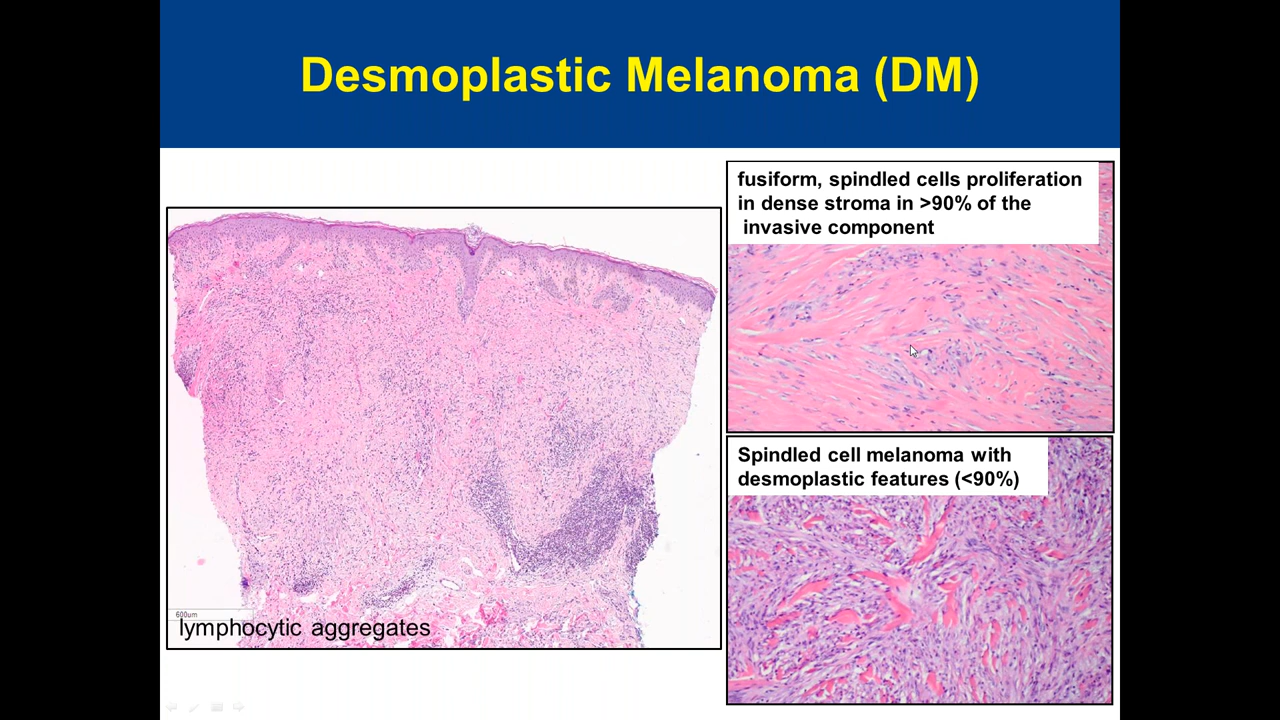 Desmoplastic Melanoma (DM)
fusiform, spindled cells proliferation
in dense stroma in >90% of the
invasive component
600um
lymphocytic aggregates
Spindled cell melanoma with
desmoplastic features (<90%)